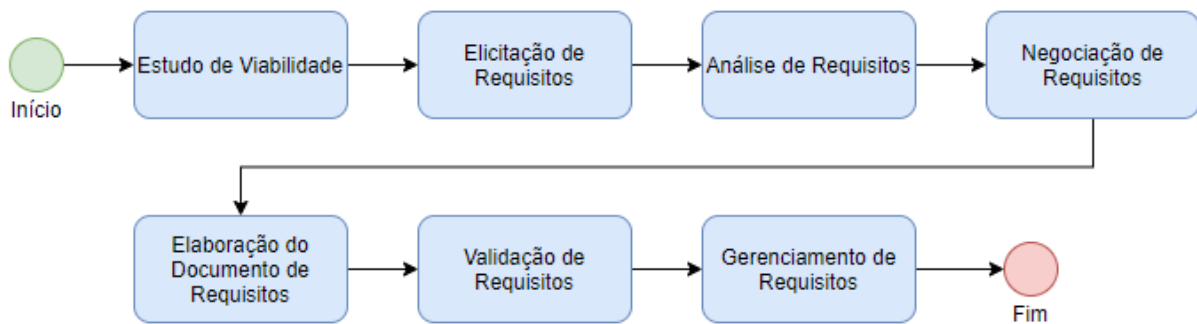 Início
Estudo de Viabilidade
Elicitação de
Requisitos
Análise de Requisitos
Negociação de
Requisitos
Elaboração do
Documento de
Requisitos
Validação de
Requisitos
Gerenciamento de
Requisitos
Fim